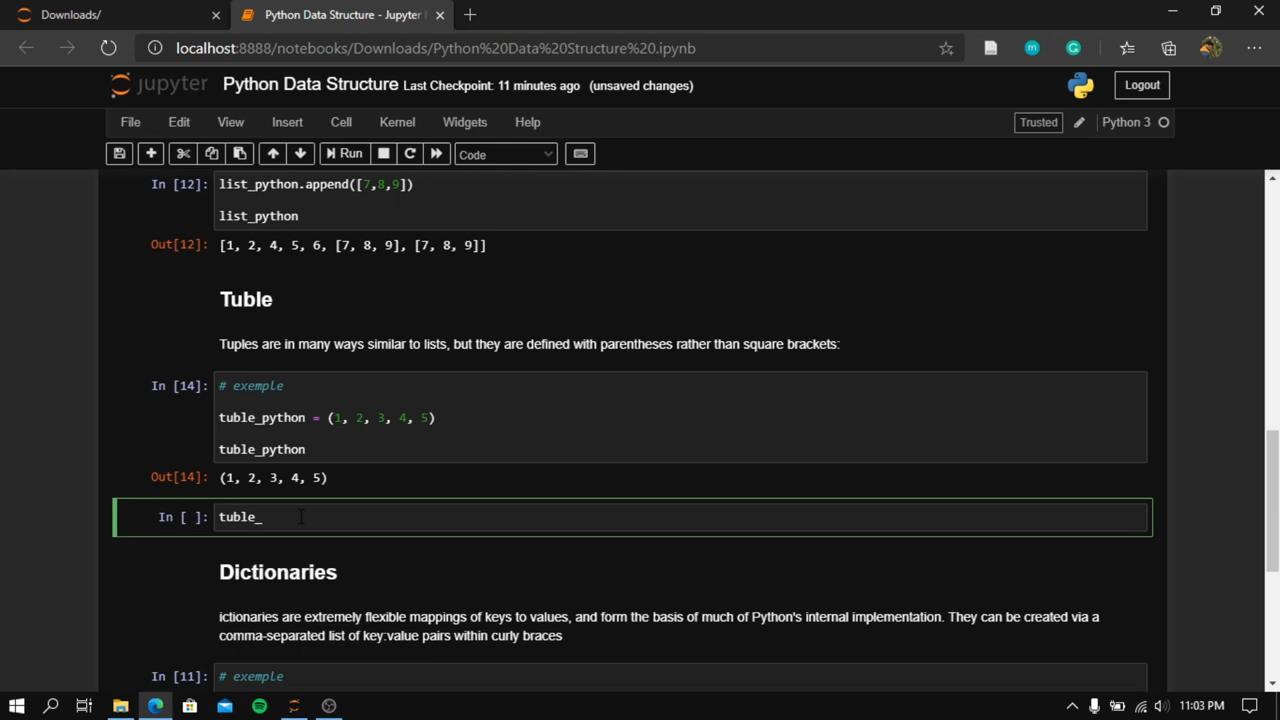 Downloads/
Python Data Structure - Jupyter
localhost:8888/notebooks/Downloads/Python%20Data%20Structure%20.ipynb
jupyter Python Data Structure Last Checkpoint: 11 minutes ago (unsaved changes)
Logout
File Edit View Insert Cell Kernel Widgets Help
Trusted Python 3
Run Code
In [12]: list_python.append([7,8,9])
list_python
Out[12]: [1, 2, 4, 5, 6, [7, 8, 9], [7, 8, 9]]
Tuble
Tuples are in many ways similar to lists, but they are defined with parentheses rather than square brackets:
In [14]: # exemple
tuble_python = (1, 2, 3, 4, 5)
tuble_python
Out[14]: (1, 2, 3, 4, 5)
In [ ]: tuble_
Dictionaries
ictionaries are extremely flexible mappings of keys to values, and form the basis of much of Python's internal implementation. They can be created via a
comma-separated list of key:value pairs within curly braces
In [11]: # exemple
11:03 PM